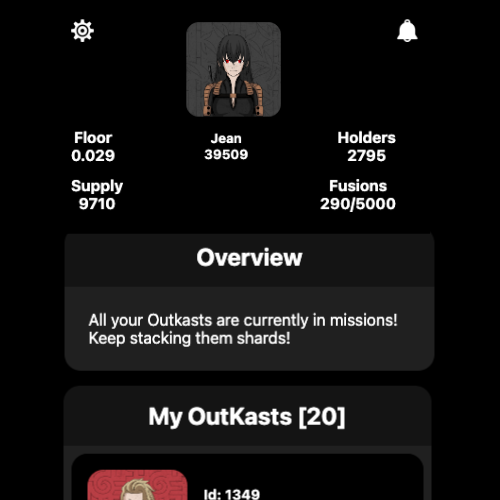 Jean
39509
Floor
0.029
Holders
2795
Supply
9710
Fusions
290/5000
Overview
All your Outkasts are currently in missions!
Keep stacking them shards!
My OutKasts [20]
Id: 1349